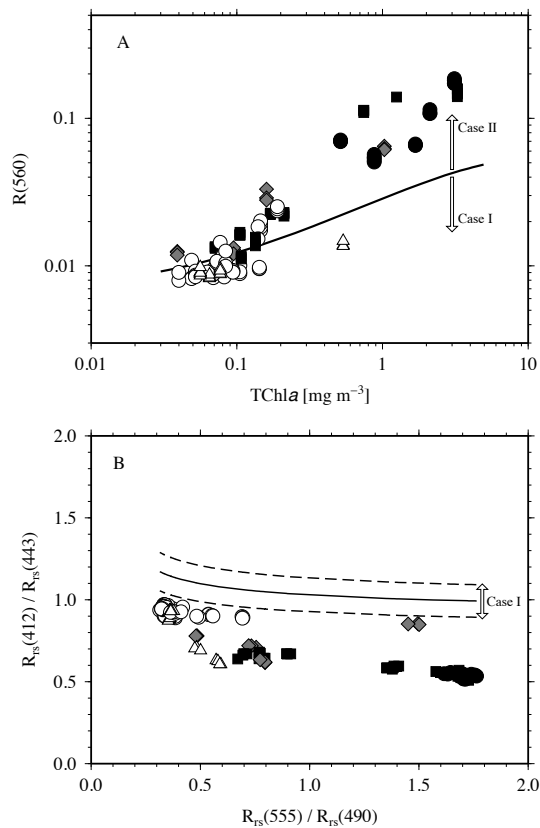 A
R(560)
0.1
0.01
Case II
Case I
0.01 0.1 1 10
TChla [mg m⁻³]
B
R_rs(412) / R_rs(443)
2.0
1.5
1.0
0.5
0.0
Case I
0.0 0.5 1.0 1.5 2.0
R_rs(555) / R_rs(490)